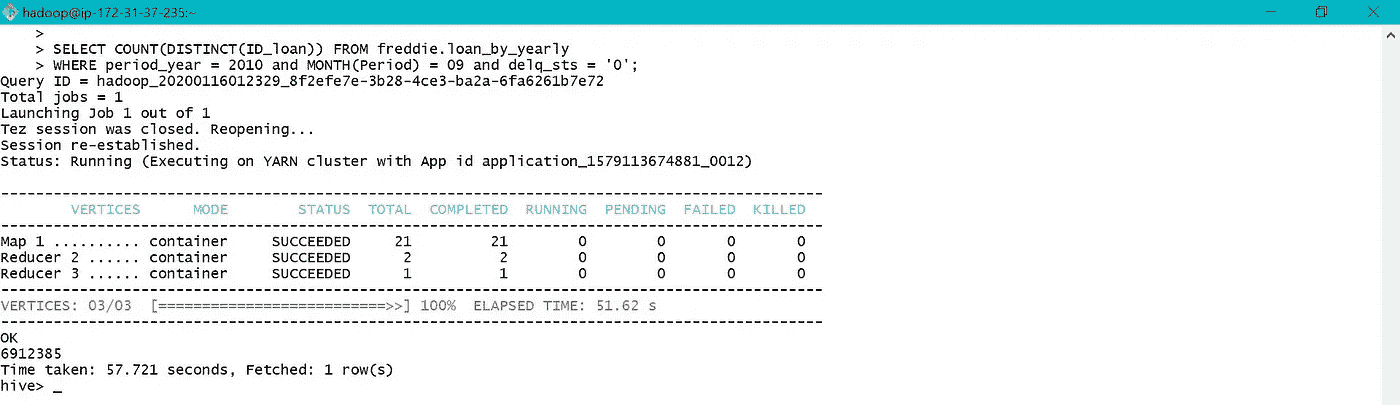 hadoop@ip-172-31-37-235:~
>
> SELECT COUNT(DISTINCT(ID_loan)) FROM freddie.loan_by_yearly
> WHERE period_year = 2010 and MONTH(Period) = 09 and delq_sts = '0';
Query ID = hadoop_20200116012329_8f2efe7e-3b28-4ce3-ba2a-6fa6261b7e72
Total jobs = 1
Launching Job 1 out of 1
Tez session was closed. Reopening...
Session re-established.
Status: Running (Executing on YARN cluster with App id application_1579113674881_0012)
----------------------------------------------------------------------------------------------
VERTICES MODE STATUS TOTAL COMPLETED RUNNING PENDING FAILED KILLED
----------------------------------------------------------------------------------------------
Map 1 .......... container SUCCEEDED 21 21 0 0 0 0
Reducer 2 ...... container SUCCEEDED 2 2 0 0 0 0
Reducer 3 ...... container SUCCEEDED 1 1 0 0 0 0
----------------------------------------------------------------------------------------------
VERTICES: 03/03 [==========================>>] 100% ELAPSED TIME: 51.62 s
----------------------------------------------------------------------------------------------
OK
6912385
Time taken: 57.721 seconds, Fetched: 1 row(s)
hive> _